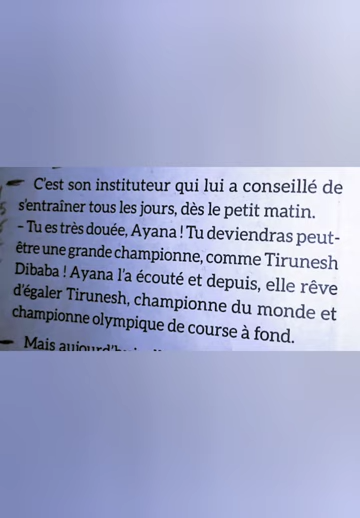 C'est son instituteur qui lui a conseillé de
s'entraîner tous les jours, dès le petit matin.
– Tu es très douée, Ayana ! Tu deviendras peut-
être une grande championne, comme Tirunesh
Dibaba ! Ayana l'a écouté et depuis, elle rêve
d'égaler Tirunesh, championne du monde et
championne olympique de course à fond.
Mais